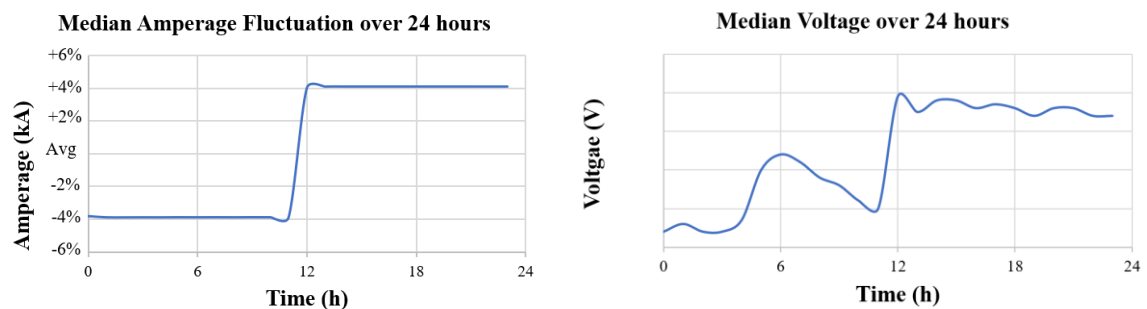 Median Amperage Fluctuation over 24 hours
+6%
+4%
+2%
Avg
-2%
-4%
-6%
Amperage (kA)
0 6 12 18 24
Time (h)
Median Voltage over 24 hours
Voltgae (V)
0 6 12 18 24
Time (h)